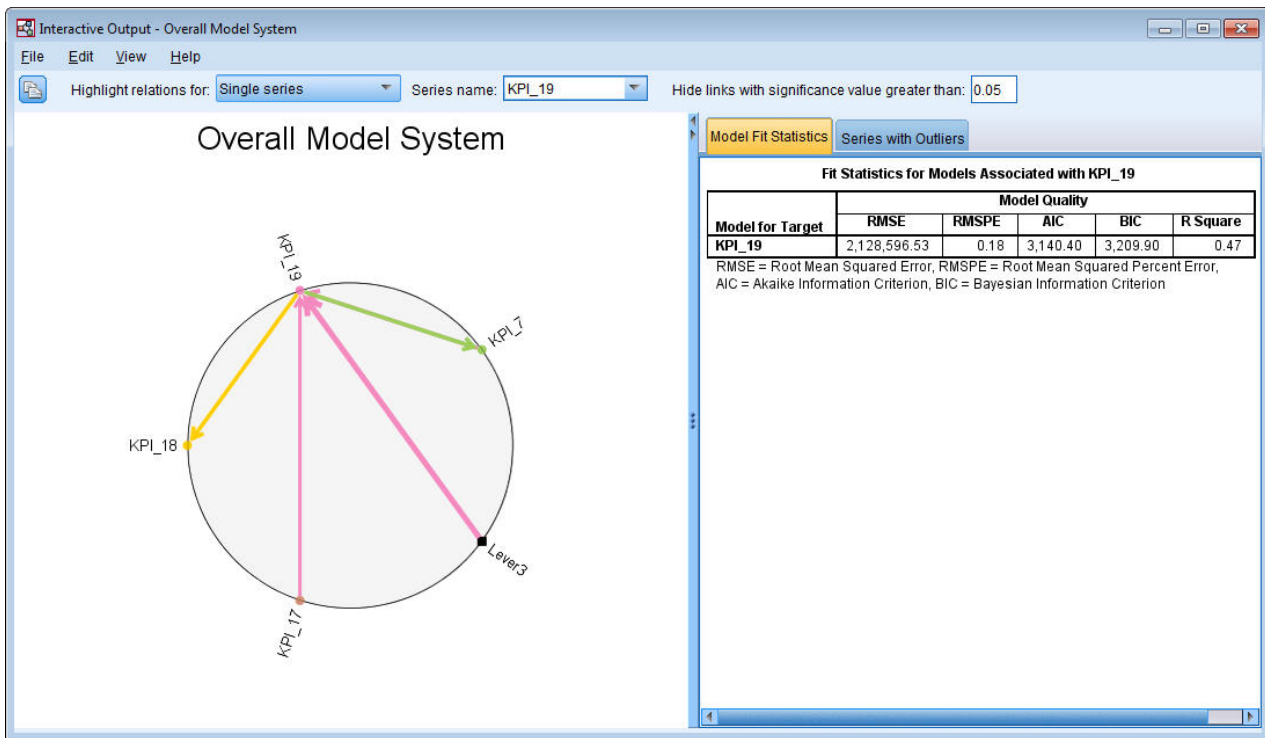 Interactive Output - Overall Model System
File Edit View Help
Highlight relations for: Single series Series name: KPI_19 Hide links with significance value greater than: 0.05
Overall Model System
KPI_19
KPI_7
KPI_18
Lever3
KPI_17
Model Fit Statistics Series with Outliers
Fit Statistics for Models Associated with KPI_19
Model Quality
Model for Target RMSE RMSPE AIC BIC R Square
KPI_19 2,128,596.53 0.18 3,140.40 3,209.90 0.47
RMSE = Root Mean Squared Error, RMSPE = Root Mean Squared Percent Error,
AIC = Akaike Information Criterion, BIC = Bayesian Information Criterion